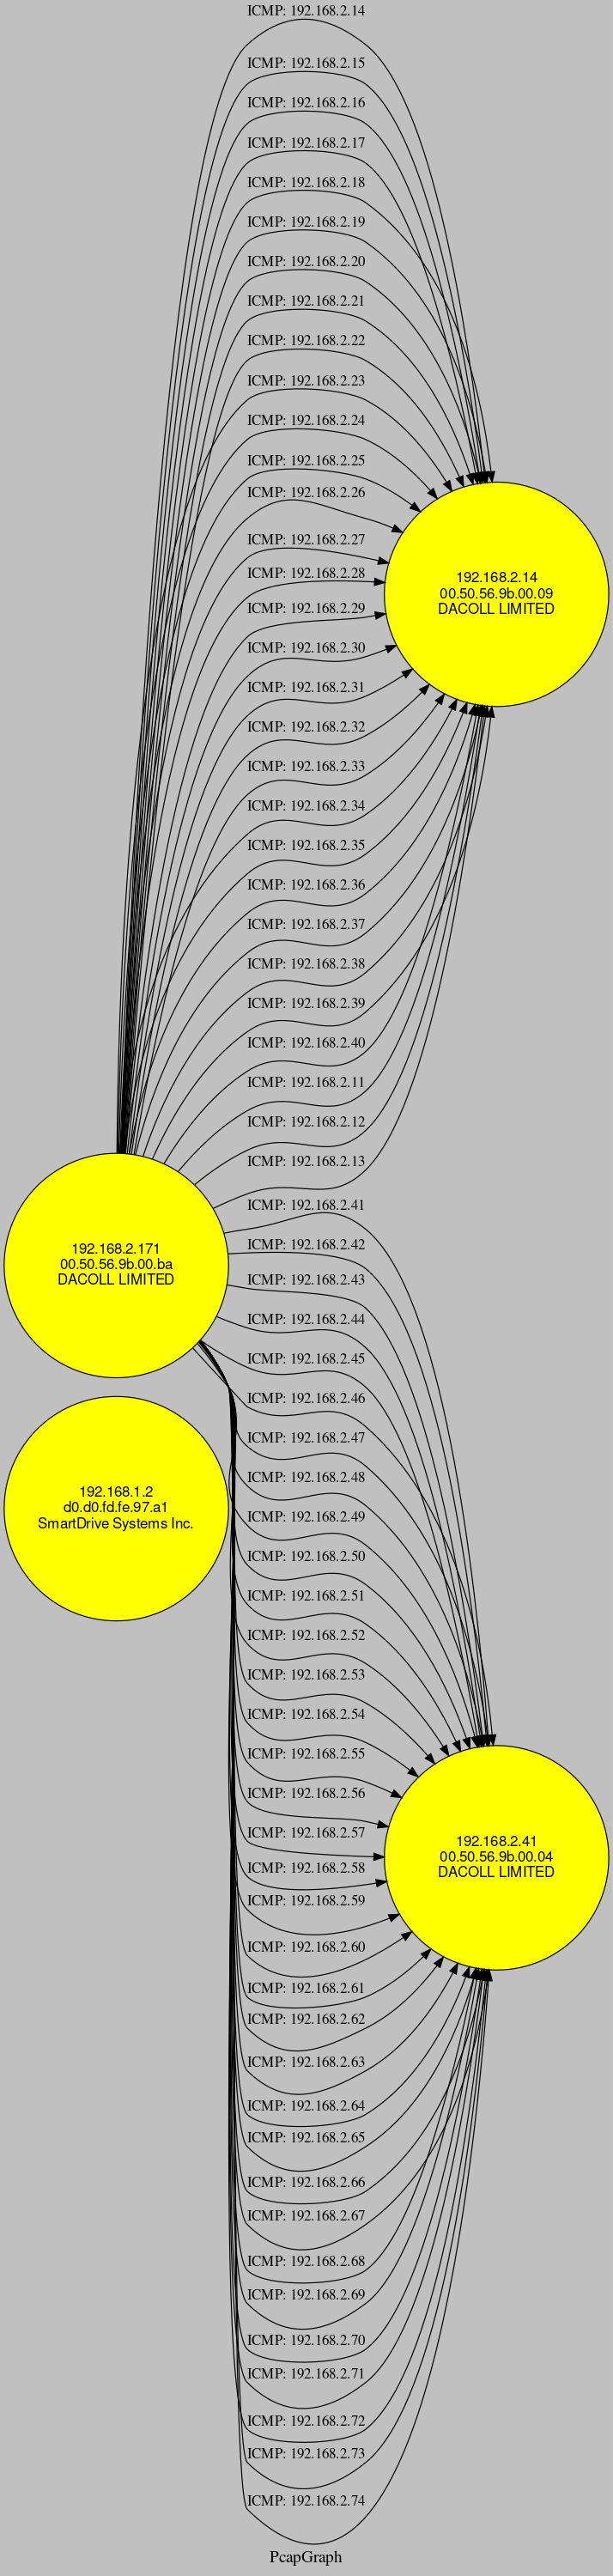 ICMP: 192.168.2.14
ICMP: 192.168.2.15
ICMP: 192.168.2.16
ICMP: 192.168.2.17
ICMP: 192.168.2.18
ICMP: 192.168.2.19
ICMP: 192.168.2.20
ICMP: 192.168.2.21
ICMP: 192.168.2.22
ICMP: 192.168.2.23
ICMP: 192.168.2.24
ICMP: 192.168.2.25
ICMP: 192.168.2.26
ICMP: 192.168.2.27
ICMP: 192.168.2.28
ICMP: 192.168.2.29
192.168.2.14
00.50.56.9b.00.09
DACOLL LIMITED
ICMP: 192.168.2.30
ICMP: 192.168.2.31
ICMP: 192.168.2.32
ICMP: 192.168.2.33
ICMP: 192.168.2.34
ICMP: 192.168.2.35
ICMP: 192.168.2.36
ICMP: 192.168.2.37
ICMP: 192.168.2.38
ICMP: 192.168.2.39
ICMP: 192.168.2.40
ICMP: 192.168.2.11
ICMP: 192.168.2.12
ICMP: 192.168.2.13
192.168.2.171
00.50.56.9b.00.ba
DACOLL LIMITED
ICMP: 192.168.2.41
ICMP: 192.168.2.42
ICMP: 192.168.2.43
ICMP: 192.168.2.44
ICMP: 192.168.2.45
ICMP: 192.168.2.46
ICMP: 192.168.2.47
ICMP: 192.168.2.48
192.168.1.2
d0.d0.fd.fe.97.a1
SmartDrive Systems Inc.
ICMP: 192.168.2.49
ICMP: 192.168.2.50
ICMP: 192.168.2.51
ICMP: 192.168.2.52
ICMP: 192.168.2.53
ICMP: 192.168.2.54
ICMP: 192.168.2.55
ICMP: 192.168.2.56
ICMP: 192.168.2.57
ICMP: 192.168.2.58
192.168.2.41
00.50.56.9b.00.04
DACOLL LIMITED
ICMP: 192.168.2.59
ICMP: 192.168.2.60
ICMP: 192.168.2.61
ICMP: 192.168.2.62
ICMP: 192.168.2.63
ICMP: 192.168.2.64
ICMP: 192.168.2.65
ICMP: 192.168.2.66
ICMP: 192.168.2.67
ICMP: 192.168.2.68
ICMP: 192.168.2.69
ICMP: 192.168.2.70
ICMP: 192.168.2.71
ICMP: 192.168.2.72
ICMP: 192.168.2.73
ICMP: 192.168.2.74
PcapGraph